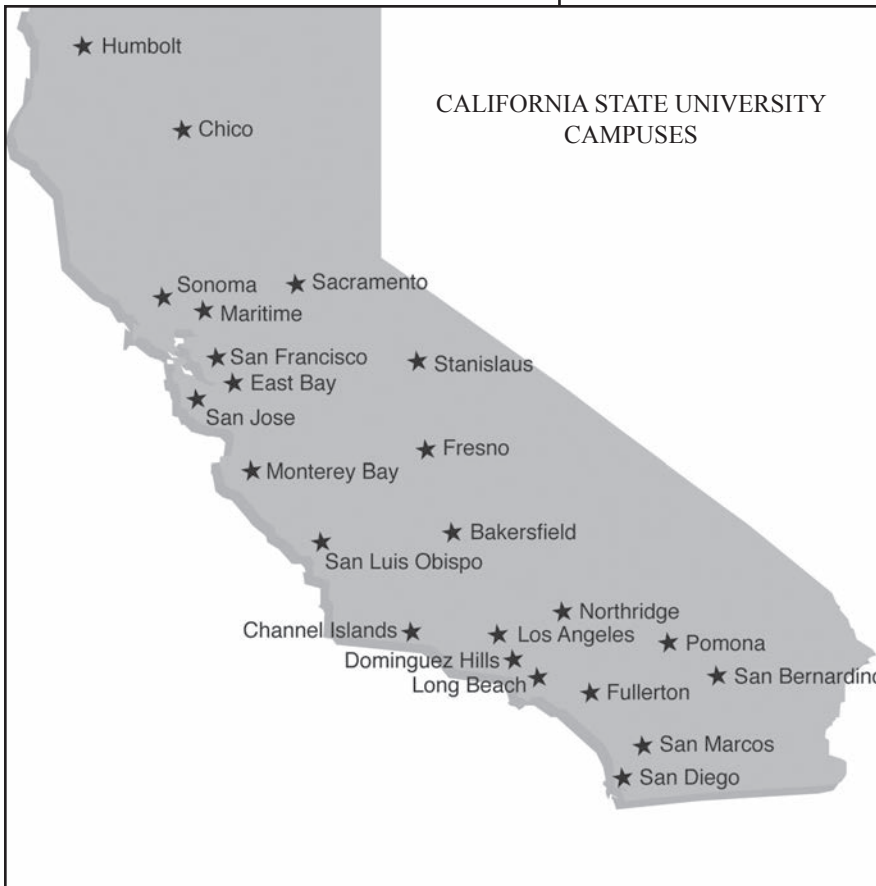 CALIFORNIA STATE UNIVERSITY
CAMPUSES
Humbolt
Chico
Sonoma
Sacramento
Maritime
San Francisco
Stanislaus
East Bay
San Jose
Fresno
Monterey Bay
Bakersfield
San Luis Obispo
Northridge
Channel Islands
Los Angeles
Pomona
Dominguez Hills
Long Beach
San Bernardino
Fullerton
San Marcos
San Diego